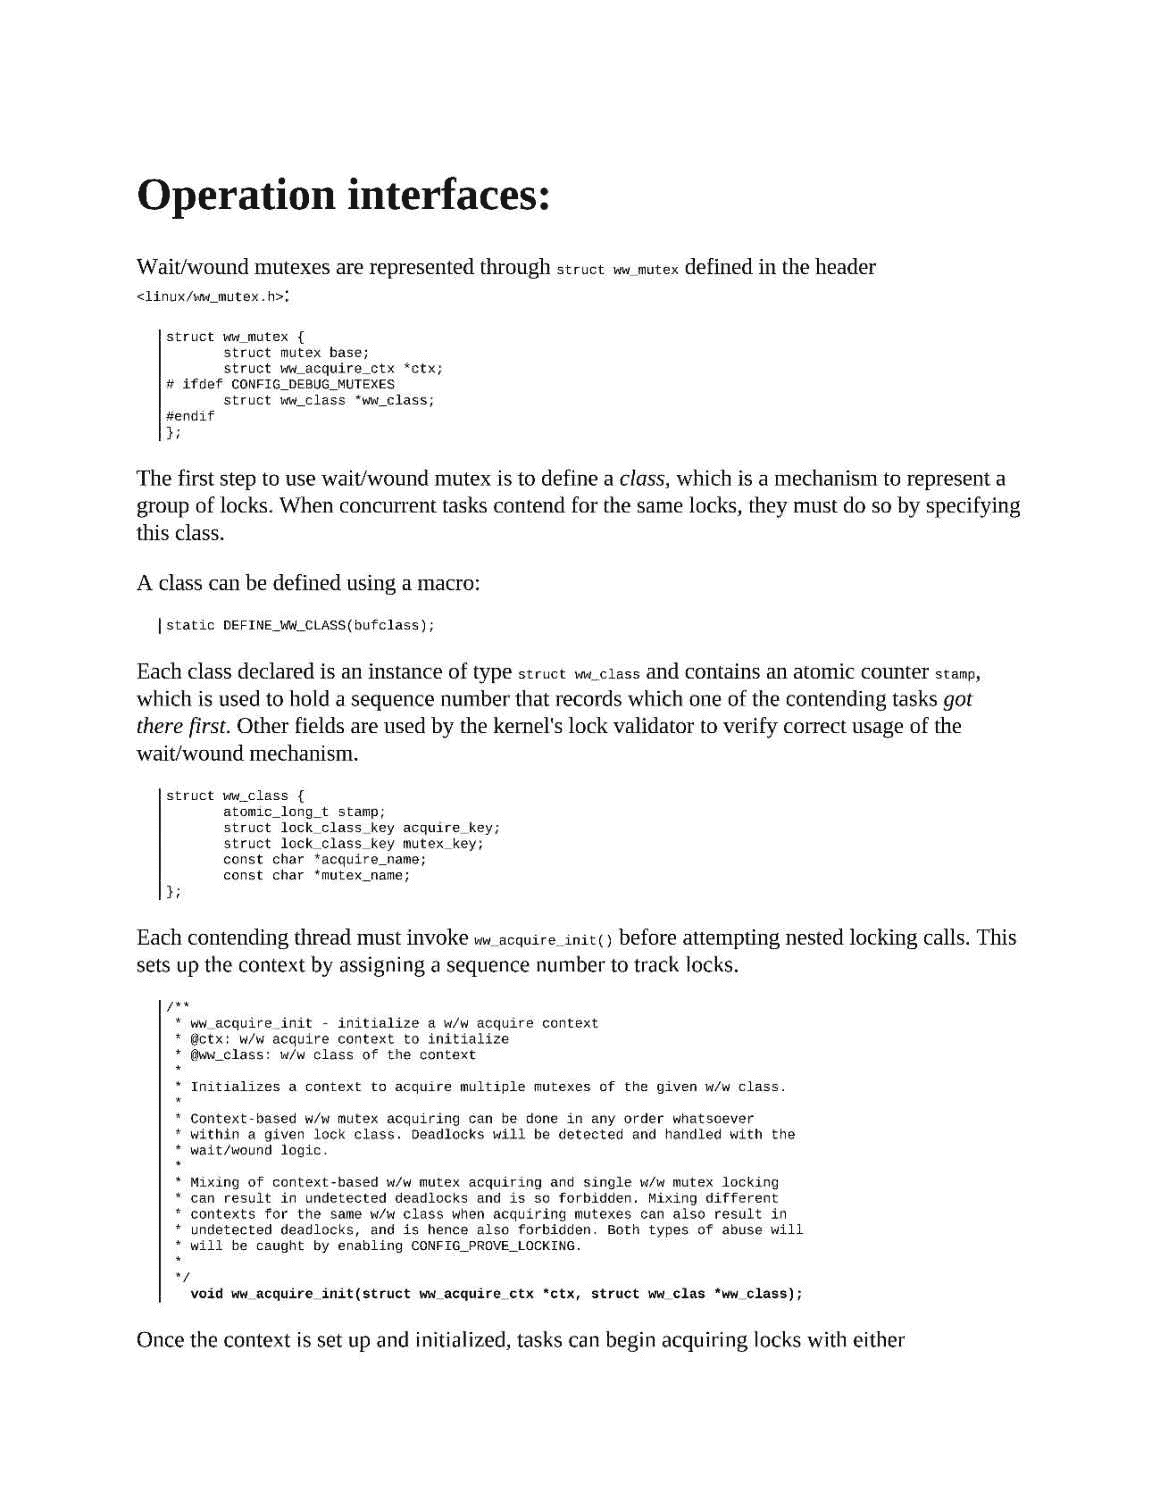 Operation interfaces:
Wait/wound mutexes are represented through struct ww_mutex defined in the header
<linux/ww_mutex.h>:
struct ww_mutex {
       struct mutex base;
       struct ww_acquire_ctx *ctx;
# ifdef CONFIG_DEBUG_MUTEXES
       struct ww_class *ww_class;
#endif
};
The first step to use wait/wound mutex is to define a class, which is a mechanism to represent a
group of locks. When concurrent tasks contend for the same locks, they must do so by specifying
this class.
A class can be defined using a macro:
static DEFINE_WW_CLASS(bufclass);
Each class declared is an instance of type struct ww_class and contains an atomic counter stamp,
which is used to hold a sequence number that records which one of the contending tasks got
there first. Other fields are used by the kernel's lock validator to verify correct usage of the
wait/wound mechanism.
struct ww_class {
       atomic_long_t stamp;
       struct lock_class_key acquire_key;
       struct lock_class_key mutex_key;
       const char *acquire_name;
       const char *mutex_name;
};
Each contending thread must invoke ww_acquire_init() before attempting nested locking calls. This
sets up the context by assigning a sequence number to track locks.
/**
 * ww_acquire_init - initialize a w/w acquire context
 * @ctx: w/w acquire context to initialize
 * @ww_class: w/w class of the context
 *
 * Initializes a context to acquire multiple mutexes of the given w/w class.
 *
 * Context-based w/w mutex acquiring can be done in any order whatsoever
 * within a given lock class. Deadlocks will be detected and handled with the
 * wait/wound logic.
 *
 * Mixing of context-based w/w mutex acquiring and single w/w mutex locking
 * can result in undetected deadlocks and is so forbidden. Mixing different
 * contexts for the same w/w class when acquiring mutexes can also result in
 * undetected deadlocks, and is hence also forbidden. Both types of abuse will
 * will be caught by enabling CONFIG_PROVE_LOCKING.
 *
 */
   void ww_acquire_init(struct ww_acquire_ctx *ctx, struct ww_clas *ww_class);
Once the context is set up and initialized, tasks can begin acquiring locks with either